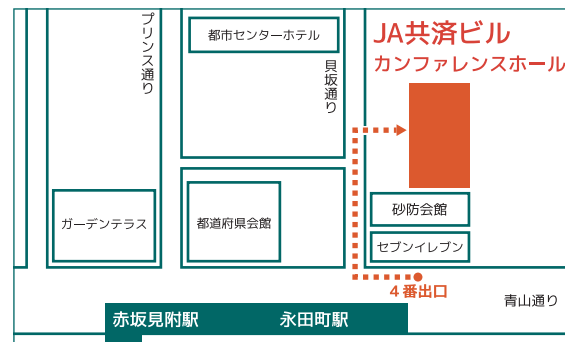 プリンス通り
都市センターホテル
貝坂通り
JA共済ビル
カンファレンスホール
ガーデンテラス
都道府県会館
砂防会館
セブンイレブン
4番出口
青山通り
赤坂見附駅
永田町駅